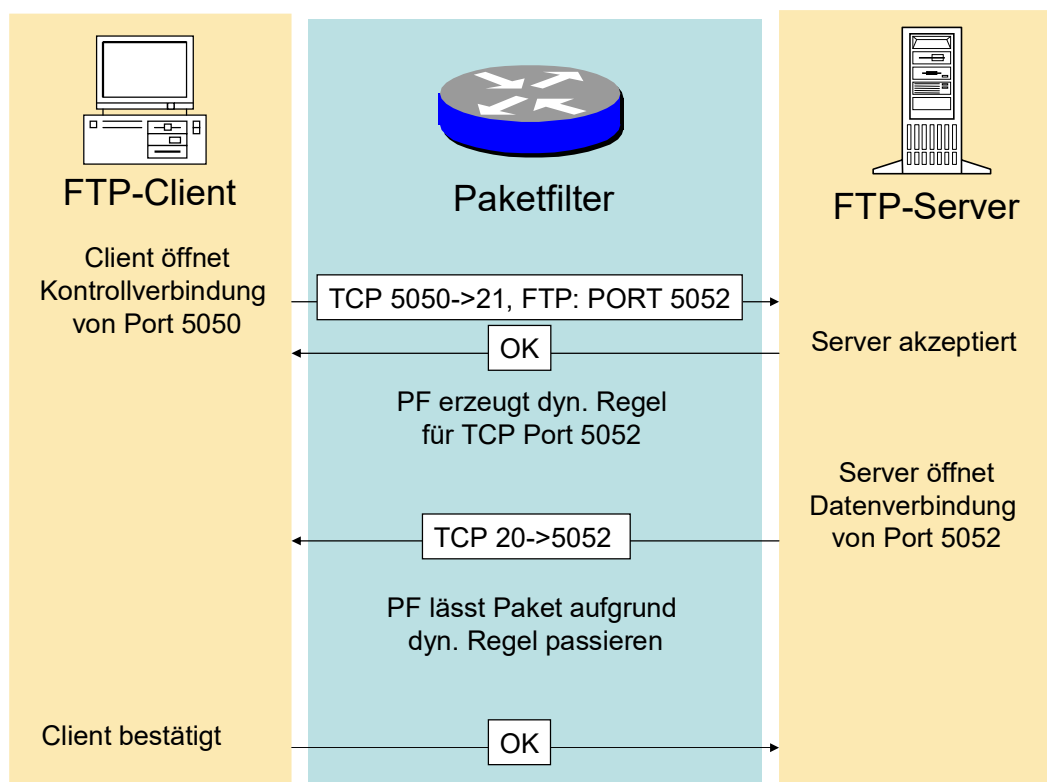 FTP-Client
Paketfilter
FTP-Server
Client öffnet
Kontrollverbindung
von Port 5050
TCP 5050->21, FTP: PORT 5052
OK
Server akzeptiert
PF erzeugt dyn. Regel
für TCP Port 5052
Server öffnet
Datenverbindung
von Port 5052
TCP 20->5052
PF lässt Paket aufgrund
dyn. Regel passieren
Client bestätigt
OK